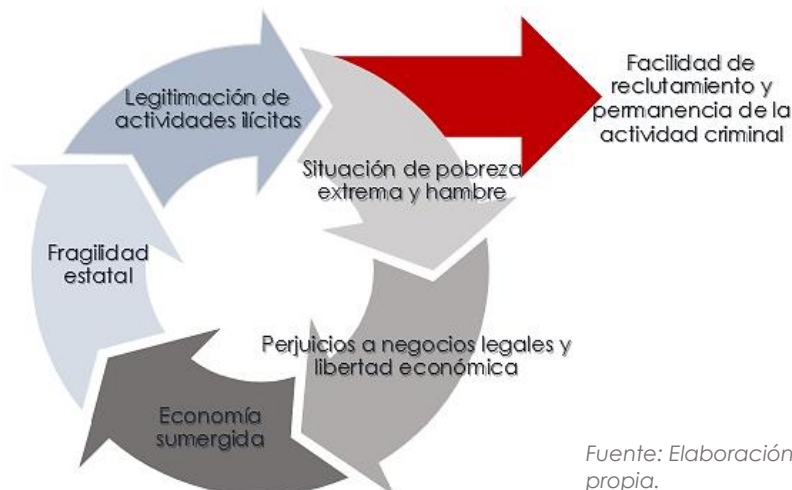 Legitimación de
actividades ilícitas
Facilidad de
reclutamiento y
permanencia de la
actividad criminal
Situación de pobreza
extrema y hambre
Fragilidad
estatal
Perjuicios a negocios legales y
libertad económica
Economía
sumergida
Fuente: Elaboración
propia.